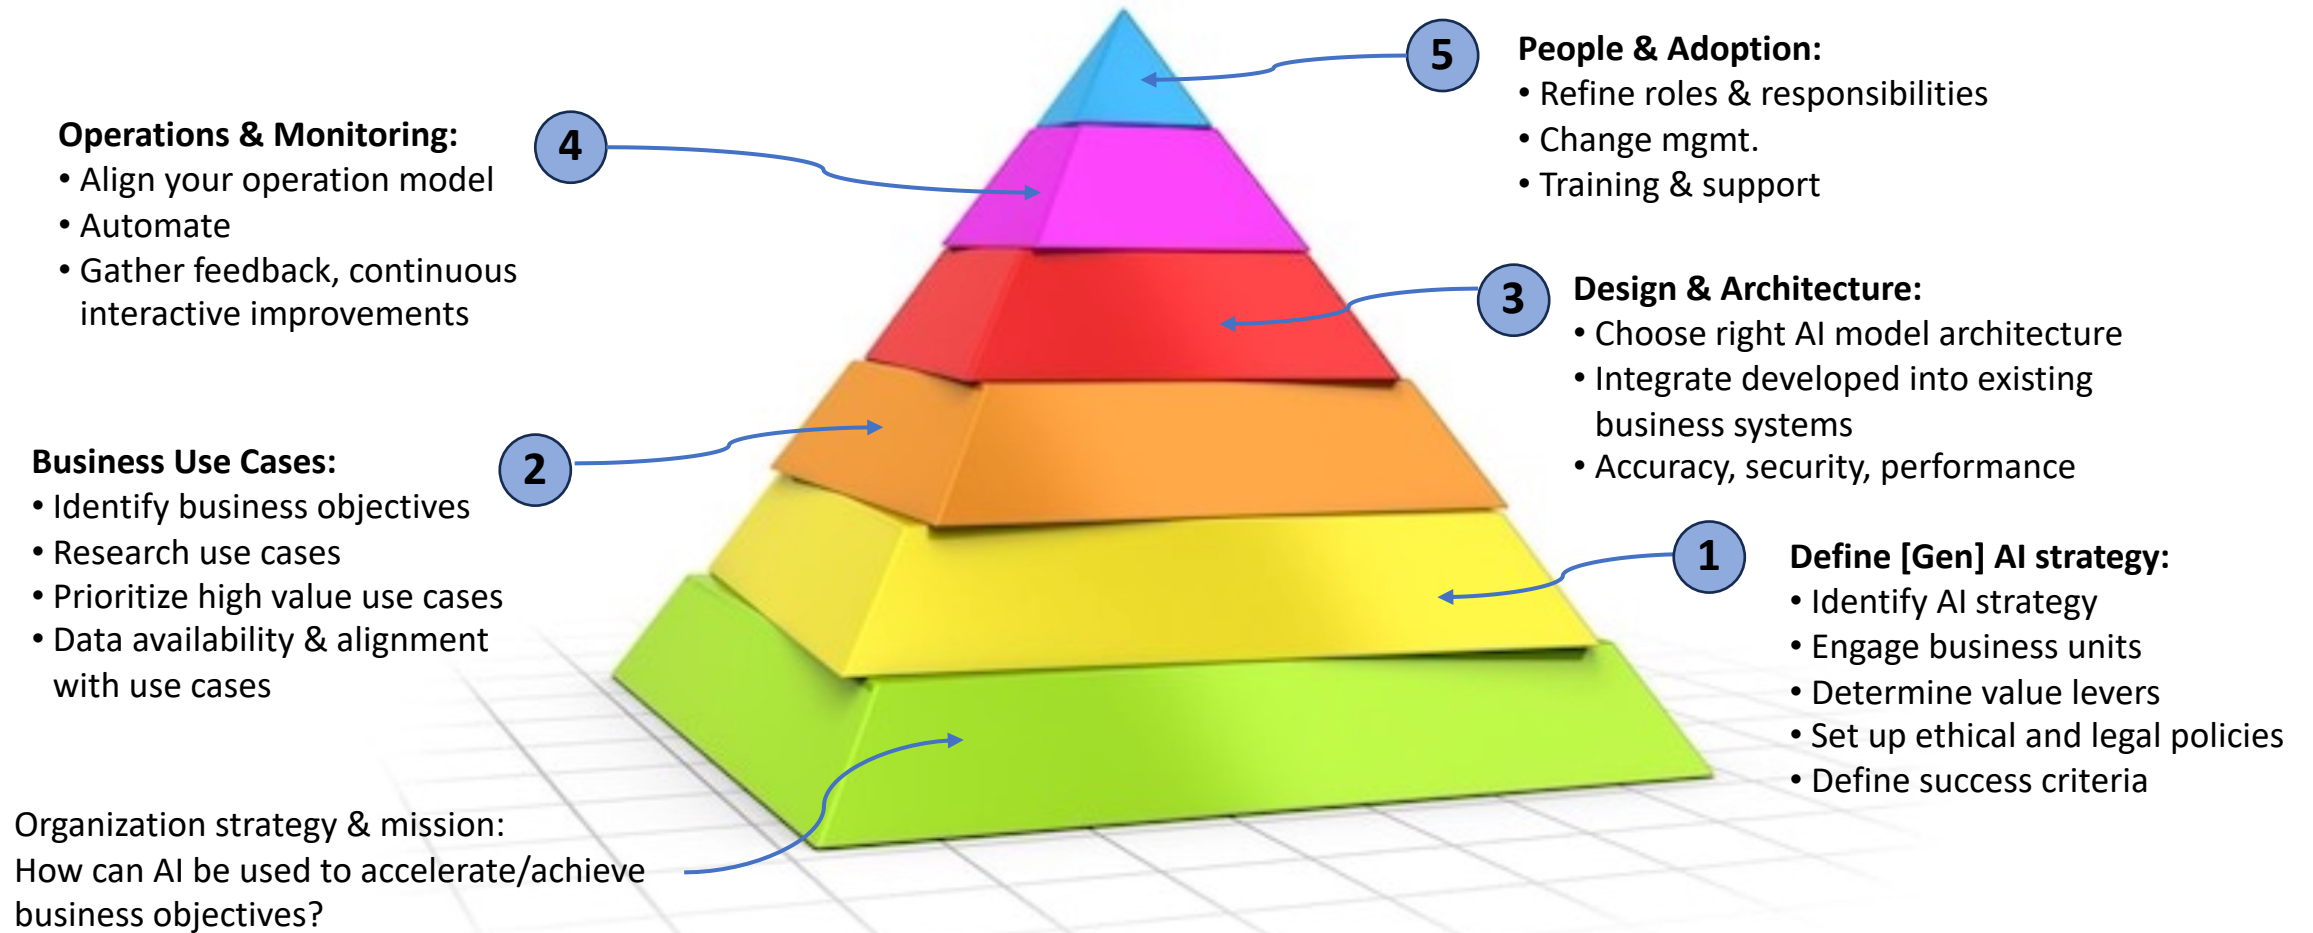 5
People & Adoption:
• Refine roles & responsibilities
• Change mgmt.
• Training & support
4
Operations & Monitoring:
• Align your operation model
• Automate
• Gather feedback, continuous
interactive improvements
3
Design & Architecture:
• Choose right AI model architecture
• Integrate developed into existing
business systems
• Accuracy, security, performance
2
Business Use Cases:
• Identify business objectives
• Research use cases
• Prioritize high value use cases
• Data availability & alignment
with use cases
1
Define [Gen] AI strategy:
• Identify AI strategy
• Engage business units
• Determine value levers
• Set up ethical and legal policies
• Define success criteria
Organization strategy & mission:
How can AI be used to accelerate/achieve
business objectives?